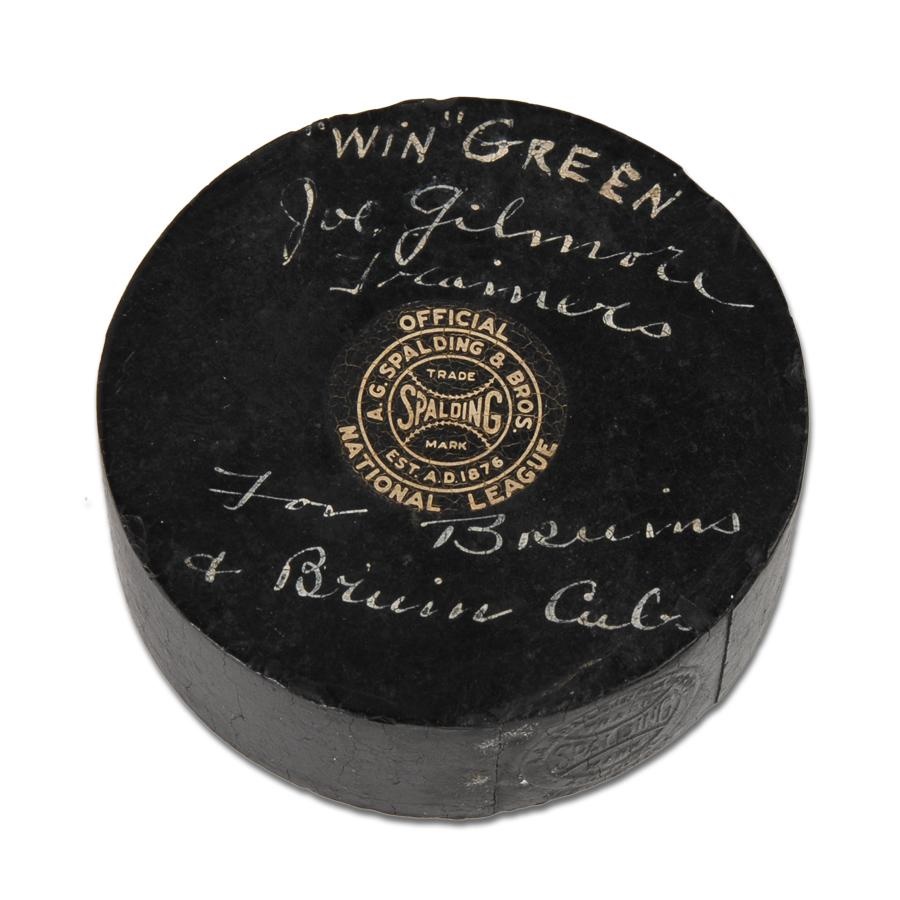 "WIN" GREEN
Joe Gilmore
Trainers
OFFICIAL
A.G. SPALDING & BROS
TRADE
SPALDING
MARK
EST. A.D. 1876
NATIONAL LEAGUE
For Bruins
& Bruin Cubs
SPALDING